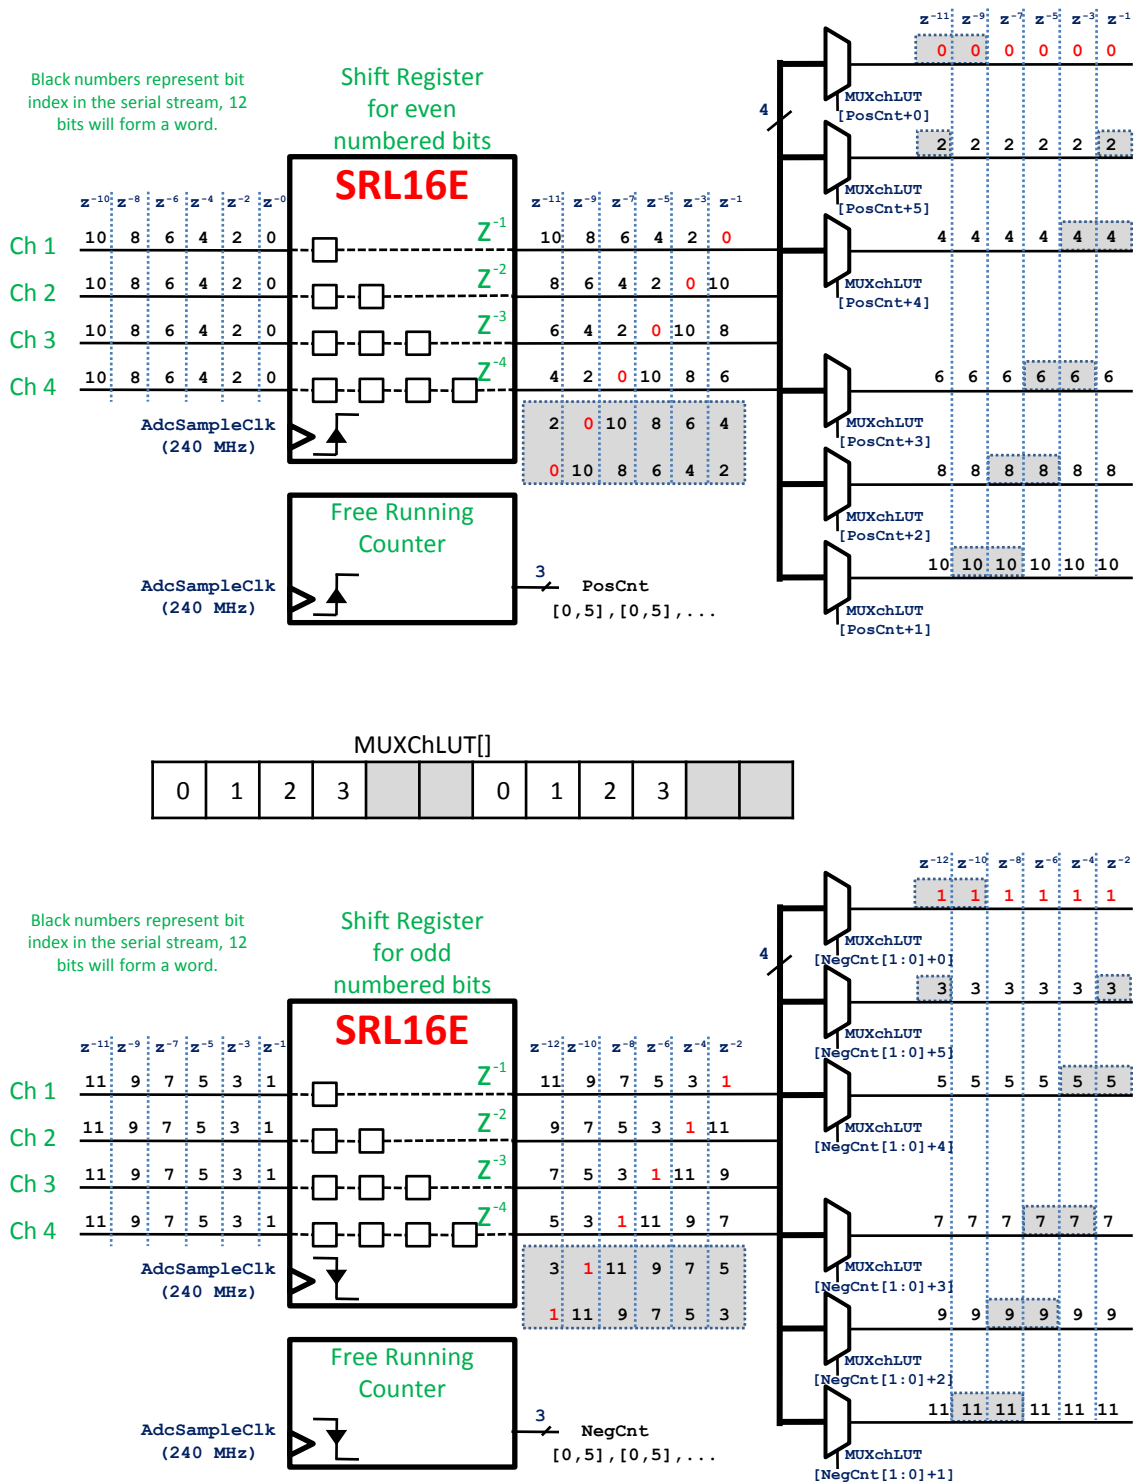 z-11 z-9 z-7 z-5 z-3 z-1
0 0 0 0 0 0
Black numbers represent bit
index in the serial stream, 12
bits will form a word.
Shift Register
for even
numbered bits
4
MUXchLUT
[PosCnt+0]
2 2 2 2 2 2
SRL16E
MUXchLUT
[PosCnt+5]
z-10 z-8 z-6 z-4 z-2 z-0
z-11 z-9 z-7 z-5 z-3 z-1
Ch 1 10 8 6 4 2 0 Z-1 10 8 6 4 2 0
4 4 4 4 4 4
Ch 2 10 8 6 4 2 0 Z-2 8 6 4 2 0 10
MUXchLUT
[PosCnt+4]
Ch 3 10 8 6 4 2 0 Z-3 6 4 2 0 10 8
Ch 4 10 8 6 4 2 0 Z-4 4 2 0 10 8 6
6 6 6 6 6 6
AdcSampleClk
(240 MHz)
2 0 10 8 6 4
MUXchLUT
[PosCnt+3]
0 10 8 6 4 2
8 8 8 8 8 8
Free Running
Counter
MUXchLUT
[PosCnt+2]
10 10 10 10 10 10
AdcSampleClk
(240 MHz)
3
PosCnt
[0,5],[0,5],...
MUXchLUT
[PosCnt+1]
MUXChLUT[]
0 1 2 3 0 1 2 3
z-12 z-10 z-8 z-6 z-4 z-2
1 1 1 1 1 1
Black numbers represent bit
index in the serial stream, 12
bits will form a word.
Shift Register
for odd
numbered bits
4
MUXchLUT
[NegCnt[1:0]+0]
3 3 3 3 3 3
SRL16E
MUXchLUT
[NegCnt[1:0]+5]
z-11 z-9 z-7 z-5 z-3 z-1
z-12 z-10 z-8 z-6 z-4 z-2
Ch 1 11 9 7 5 3 1 Z-1 11 9 7 5 3 1
5 5 5 5 5 5
Ch 2 11 9 7 5 3 1 Z-2 9 7 5 3 1 11
MUXchLUT
[NegCnt[1:0]+4]
Ch 3 11 9 7 5 3 1 Z-3 7 5 3 1 11 9
Ch 4 11 9 7 5 3 1 Z-4 5 3 1 11 9 7
7 7 7 7 7 7
AdcSampleClk
(240 MHz)
3 1 11 9 7 5
MUXchLUT
[NegCnt[1:0]+3]
1 11 9 7 5 3
9 9 9 9 9 9
Free Running
Counter
MUXchLUT
[NegCnt[1:0]+2]
11 11 11 11 11 11
AdcSampleClk
(240 MHz)
3
NegCnt
[0,5],[0,5],...
MUXchLUT
[NegCnt[1:0]+1]